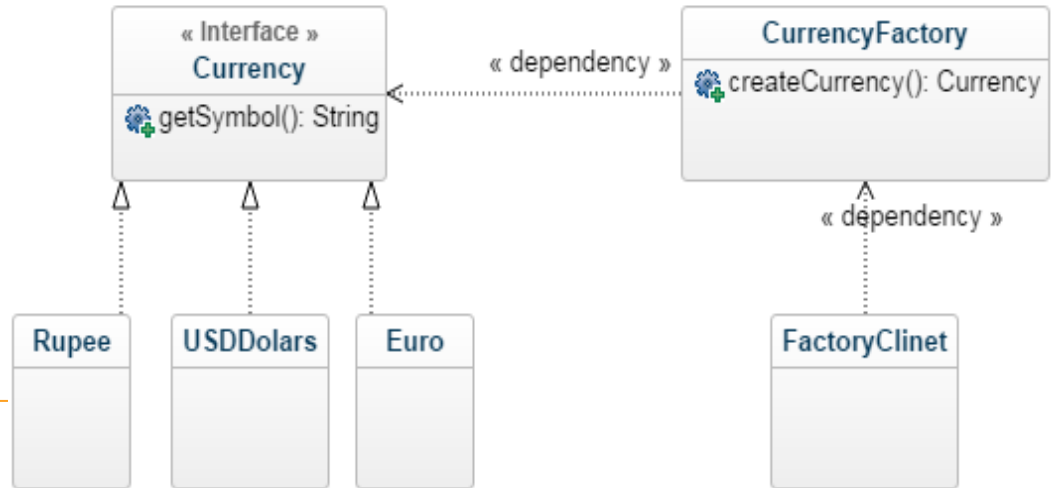 « Interface »
Currency
getSymbol(): String
« dependency »
CurrencyFactory
createCurrency(): Currency
« dependency »
Rupee
USDDolars
Euro
FactoryClinet